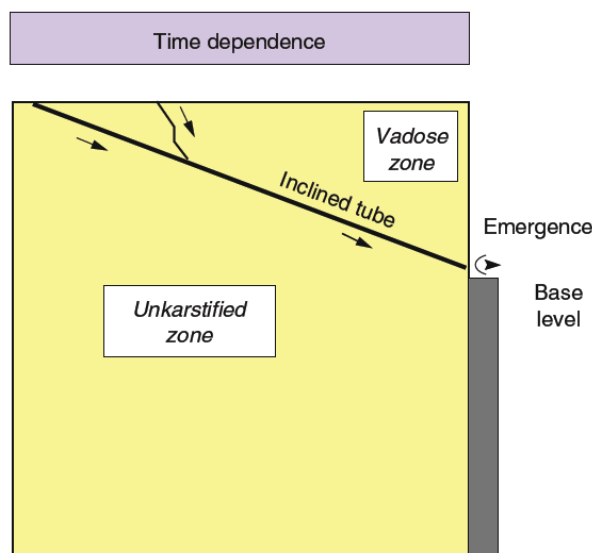 Time dependence
Vadose
zone
Inclined tube
Emergence
Base
level
Unkarstified
zone